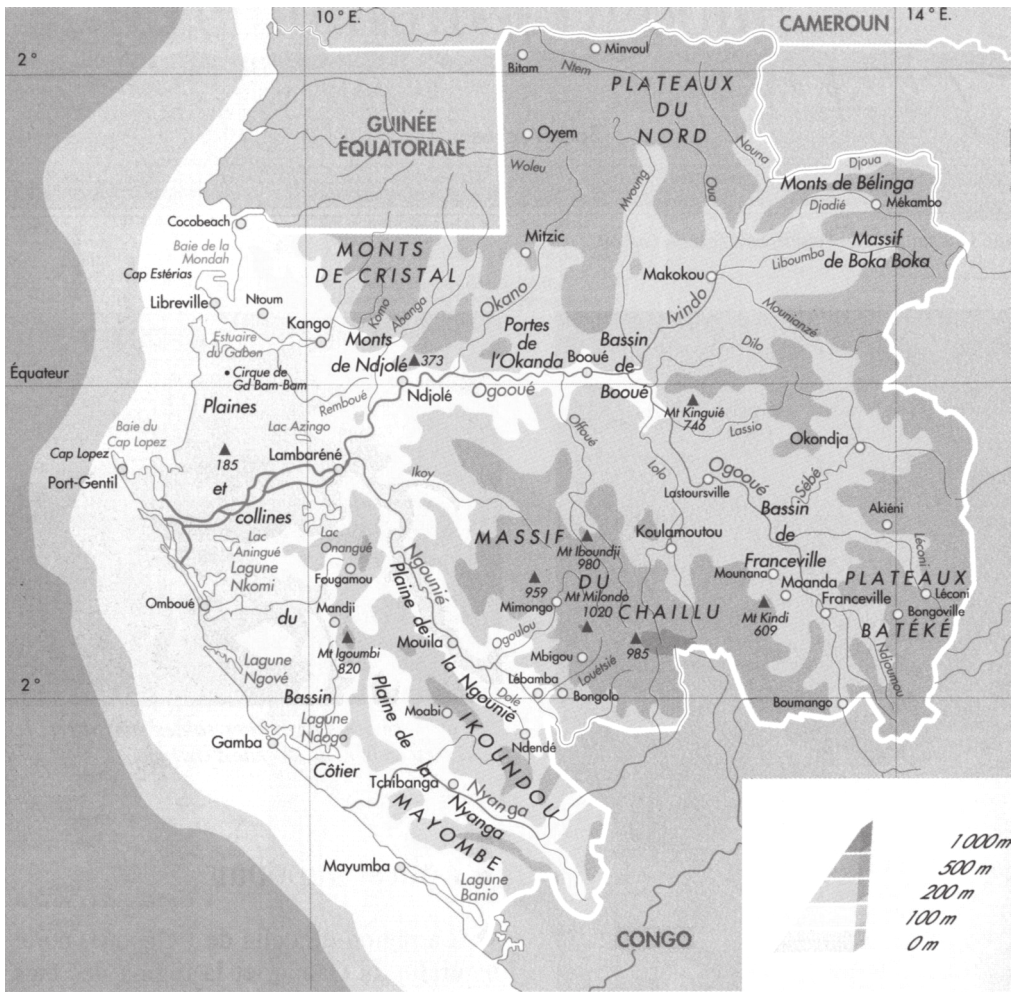 10° E.
14° E.
CAMEROUN
2°
Minvoul
Bitam
Ntem
PLATEAUX
DU
NORD
GUINÉE
ÉQUATORIALE
Oyem
Woleu
Mvoung
Oua
Nouna
Djoua
Monts de Bélinga
Djadié
Mékambo
Cocobeach
Baie de la
Mondah
Cap Estérias
MONTS
DE CRISTAL
Mitzic
Massif
de Boka Boka
Liboumba
Makokou
Libreville
Ntoum
Kango
Komo
Abanga
Okano
Ivindo
Mounianzé
Estuaire
du Gabon
Monts
de Ndjolé
373
Portes
de
l'Okanda
Booué
Bassin
de
Booué
Dilo
Équateur
Cirque de
Gd Bam-Bam
Remboué
Ndjolé
Ogooué
Plaines
Mt Kinguié
746
Baie du
Cap Lopez
Lac Azingo
Offoué
Lassia
Okondja
Cap Lopez
Port-Gentil
185
et
Lambaréné
Ikoy
Lolo
Ogooué
Lastoursville
Sébé
collines
Bassin
de
Franceville
Akiéni
Lac
Aningué
Lac
Onangué
Ngounié
MASSIF
Mt Iboundji
980
Koulamoutou
Léconi
Lagune
Nkomi
Fougamou
Plaine de
la Ngounié
959
DU
Mt Milondo
1020
CHAILLU
Mounana
Moanda
Franceville
PLATEAUX
Léconi
Omboué
du
Mandji
Mimongo
Mt Kindi
609
Bongoville
BATÉKÉ
Mt Igoumbi
820
Mouila
Ogoulou
985
Lagune
Ngové
Mbigou
Louétsié
Ndjoumou
2°
Bassin
Plaine de
la
Nyanga
Lébamba
Bongolo
Dolé
Boumango
Lagune
Ndogo
Moabi
IKOUNDOU
Gamba
Ndendé
Côtier
Tchibanga
Nyanga
MAYOMBE
Mayumba
Lagune
Banio
CONGO
1000 m
500 m
200 m
100 m
0 m